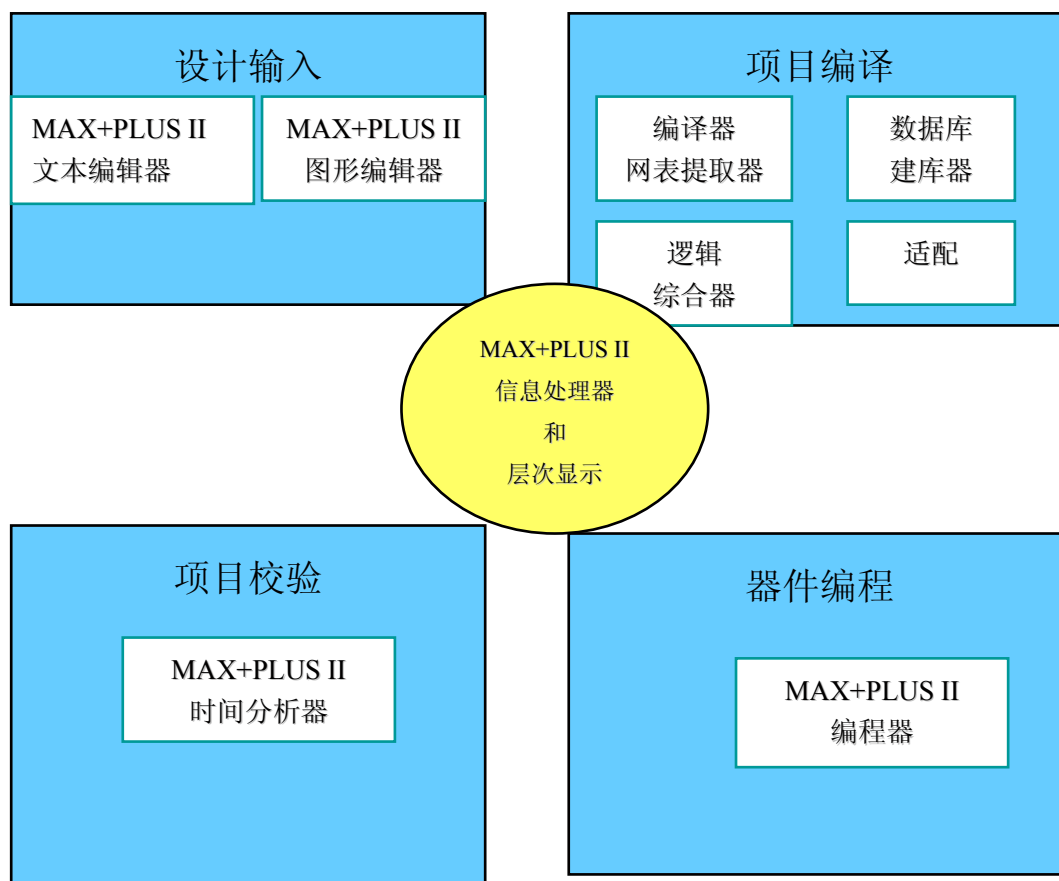 设计输入
MAX+PLUS II
文本编辑器
MAX+PLUS II
图形编辑器
项目编译
编译器
网表提取器
数据库
建库器
逻辑
综合器
适配
MAX+PLUS II
信息处理器
和
层次显示
项目校验
MAX+PLUS II
时间分析器
器件编程
MAX+PLUS II
编程器